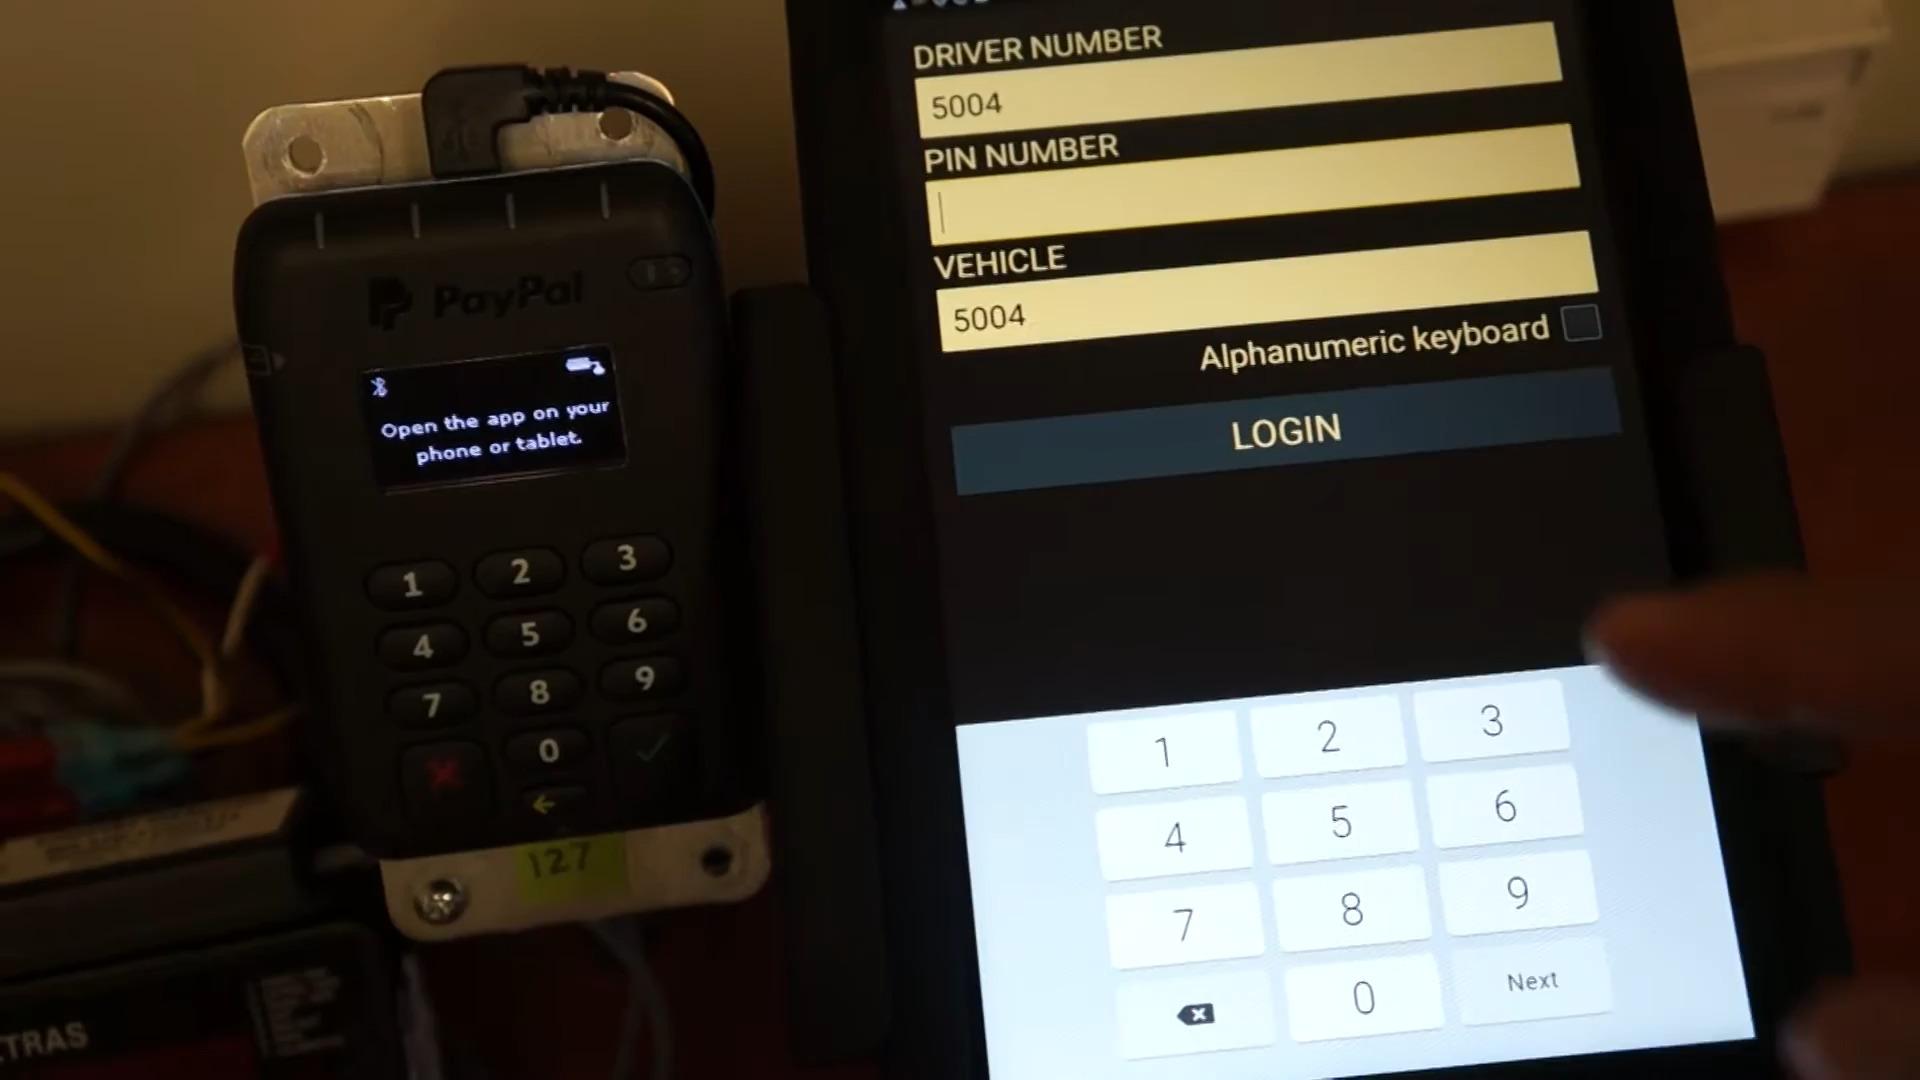 PayPal
Open the app on your
phone or tablet.
1 2 3
4 5 6
7 8 9
0
127
TRAS
DRIVER NUMBER
5004
PIN NUMBER
VEHICLE
5004
Alphanumeric keyboard
LOGIN
1 2 3
4 5 6
7 8 9
0 Next